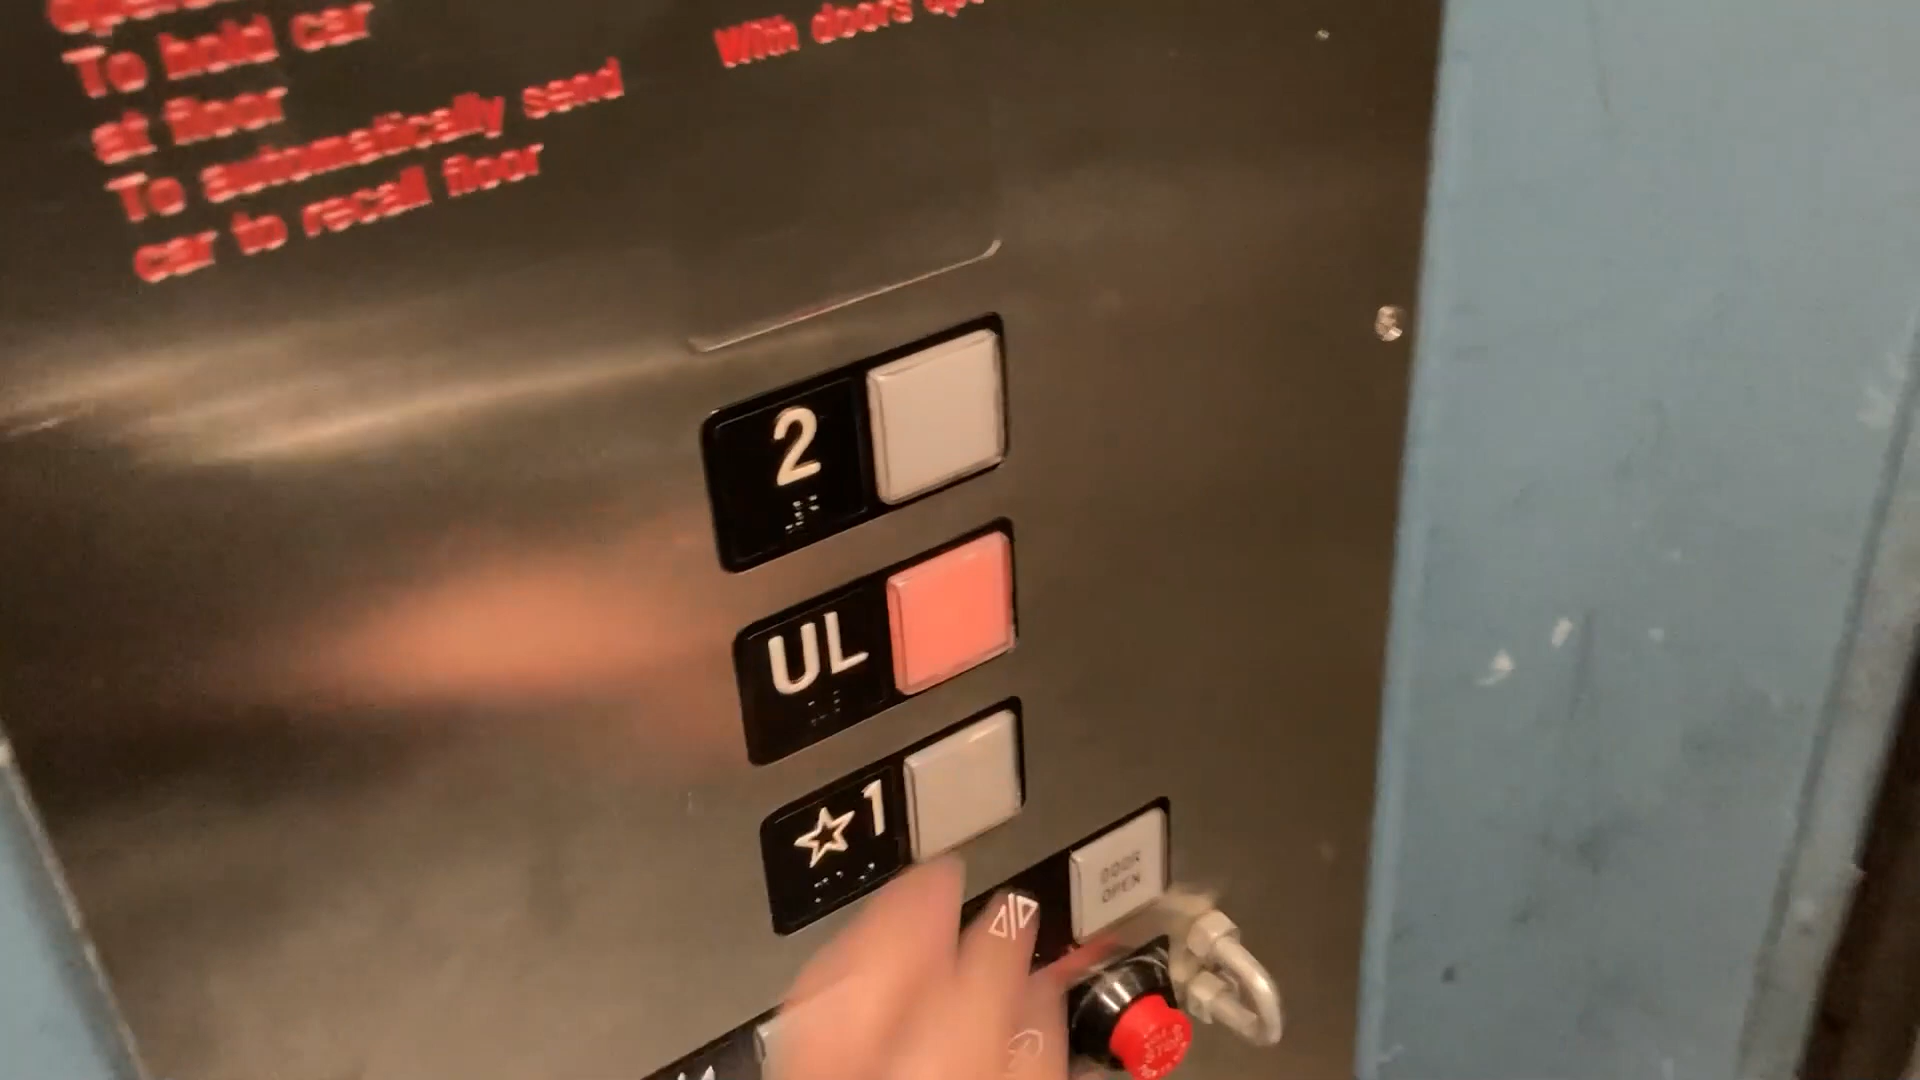 To hold car
at floor
To automatically send
car to recall floor
With doors
2
UL
☆1
DOOR
OPEN
STOP